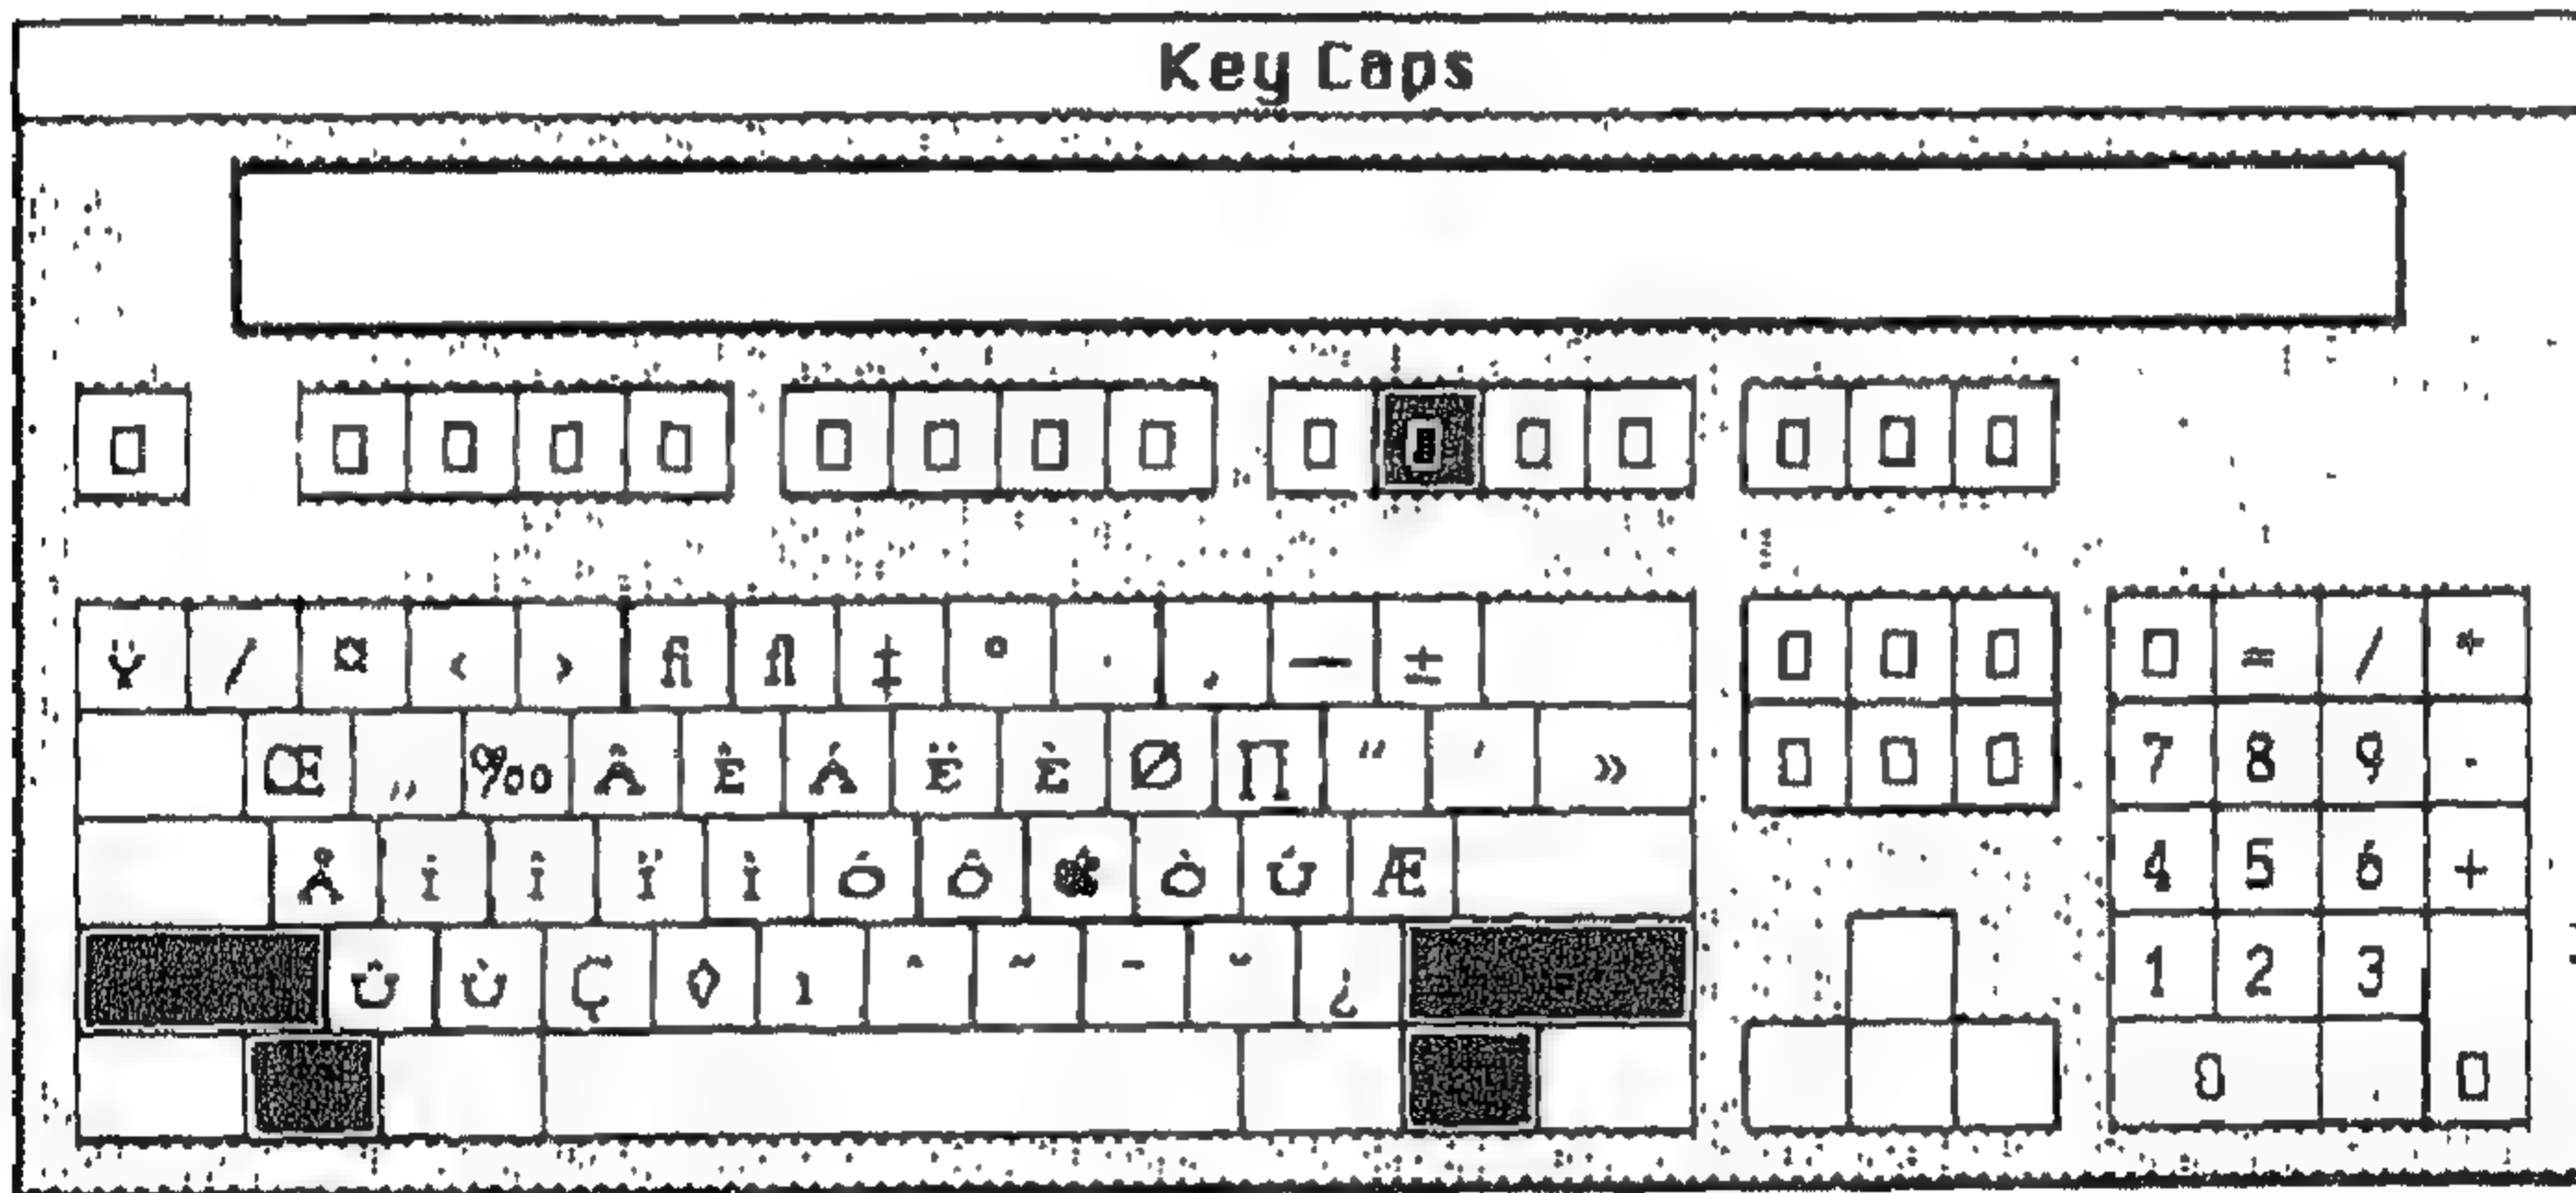 Key Caps
▯ ▯ ▯ ▯ ▯ ▯ ▯ ▯ ▯ ▯ ▯ ▯ ▯ ▯ ▯ ▯
Ÿ / ¤ ‹ › ﬁ ﬂ ‡ ° · ‚ — ± ▯ ▯ ▯ ▯ = / *
Œ „ ‰ Â Ê Á Ë È Ø ∏ ” ’ » ▯ ▯ ▯ 7 8 9 -
Å Í Î Ï Ì Ó Ô  Ò Ú Æ 4 5 6 +
Û Ù Ç ◊ ı ˆ ˜ ¯ ˘ ¿ 1 2 3
0 . ▯